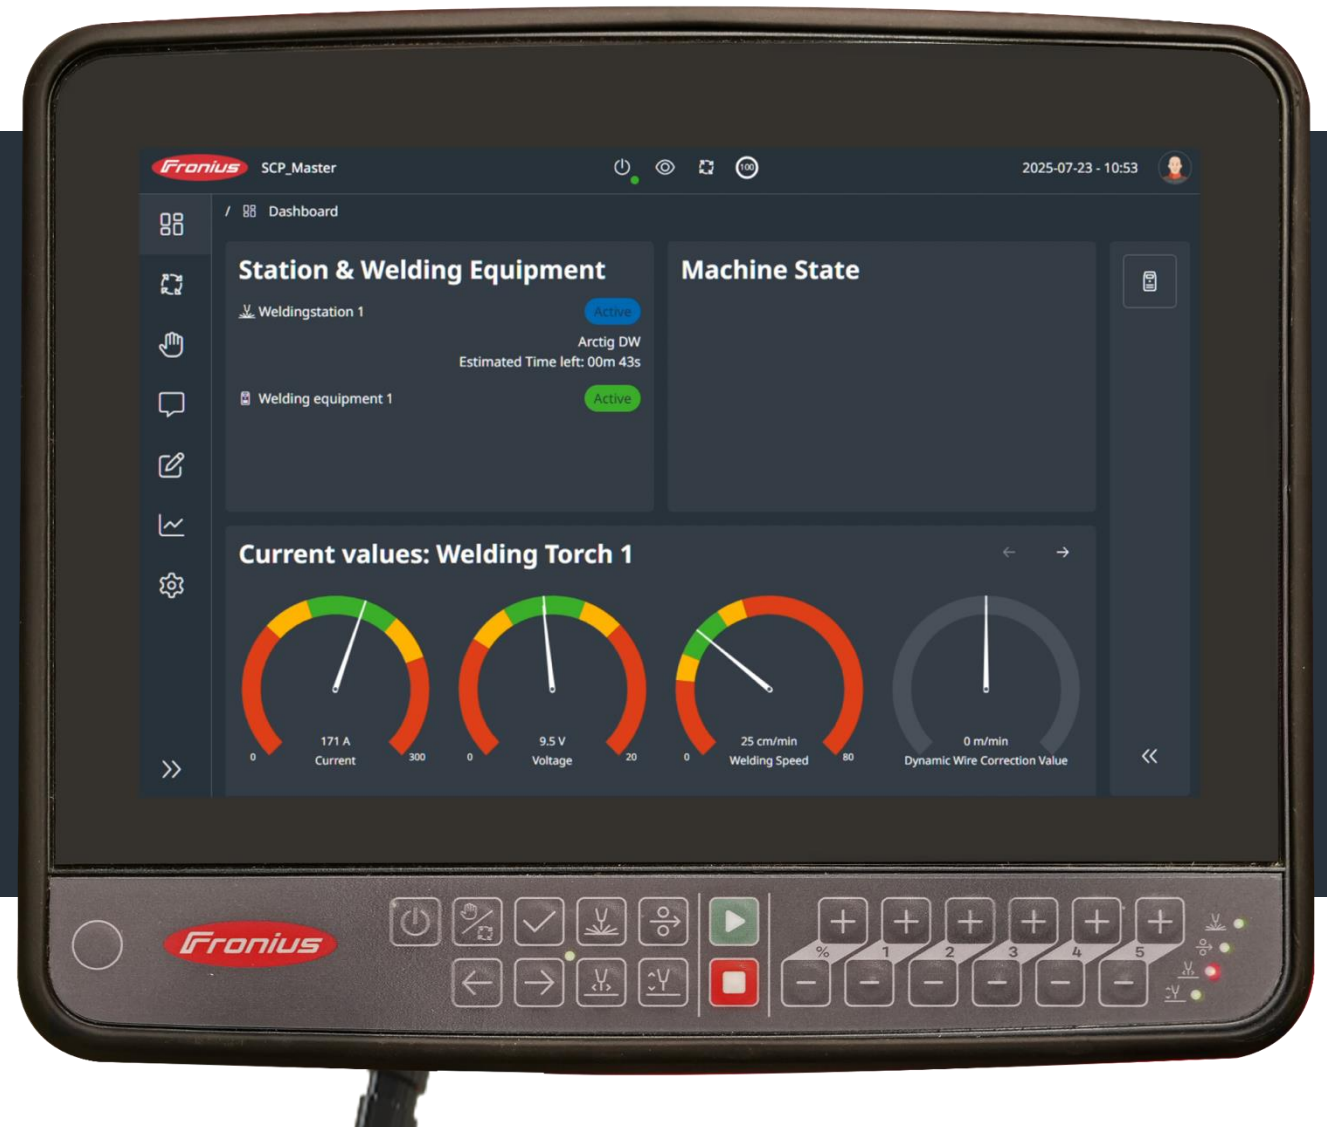 Fronius SCP_Master 100 2025-07-23 - 10:53
/ Dashboard
Station & Welding Equipment
Weldingstation 1 Active
Arctig DW
Estimated Time left: 00m 43s
Welding equipment 1 Active
Machine State
Current values: Welding Torch 1
0 171 A 300
Current
0 9.5 V 20
Voltage
0 25 cm/min 80
Welding Speed
0 m/min
Dynamic Wire Correction Value
Fronius
% 1 2 3 4 5